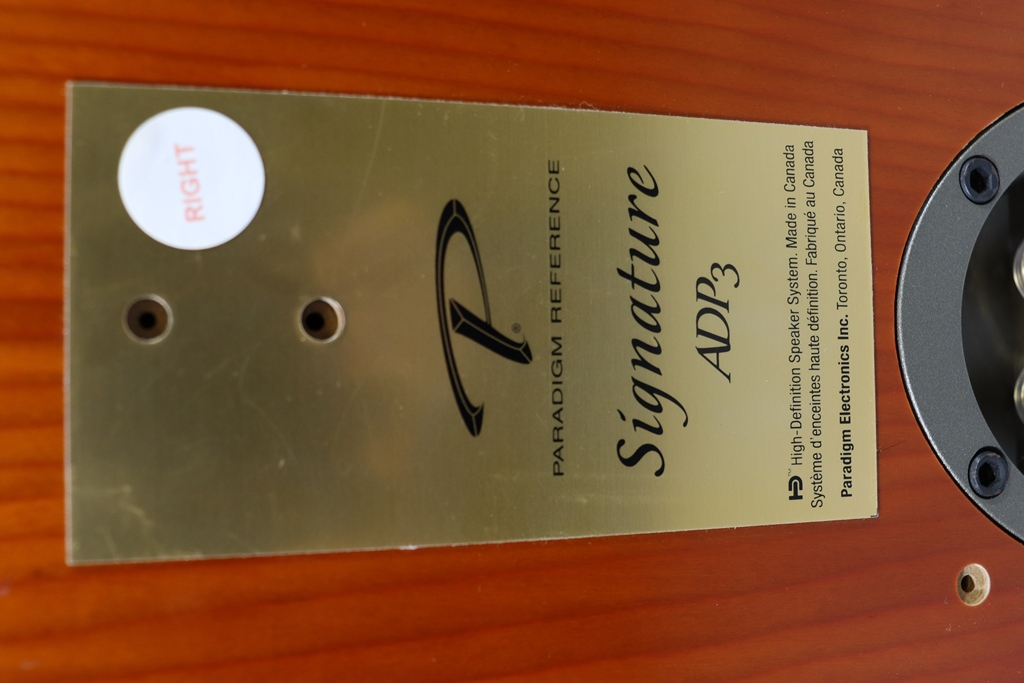 RIGHT
P®
PARADIGM REFERENCE
Signature
ADP3
HD™ High-Definition Speaker System. Made in Canada
Système d'enceintes haute définition. Fabriqué au Canada
Paradigm Electronics Inc. Toronto, Ontario, Canada